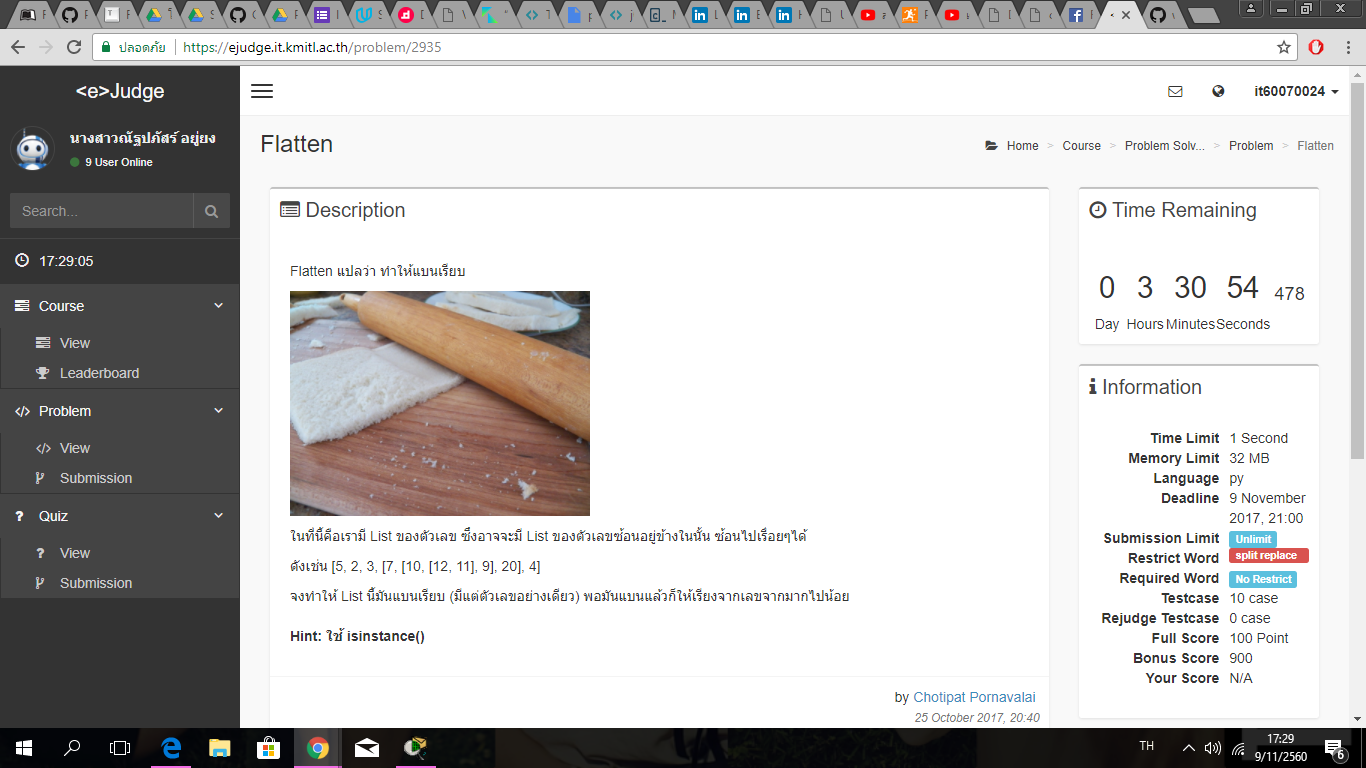 ปลอดภัย https://ejudge.it.kmitl.ac.th/problem/2935
<e>Judge
it60070024
นางสาวณัฐปภัสร์ อยู่ยง
9 User Online
Search...
17:29:05
Course
View
Leaderboard
Problem
View
Submission
Quiz
View
Submission
Flatten
Home > Course > Problem Solv... > Problem > Flatten
Description
Flatten แปลว่า ทำให้แบนเรียบ
ในที่นี้คือเรามี List ของตัวเลข ซึ่งอาจจะมี List ของตัวเลขซ้อนอยู่ข้างในนั้น ซ้อนไปเรื่อยๆได้
ดังเช่น [5, 2, 3, [7, [10, [12, 11], 9], 20], 4]
จงทำให้ List นี้มันแบนเรียบ (มีแต่ตัวเลขอย่างเดียว) พอมันแบนแล้วก็ให้เรียงจากเลขจากมากไปน้อย
Hint: ใช้ isinstance()
by Chotipat Pornavalai
25 October 2017, 20:40
Time Remaining
0 3 30 54 478
Day Hours Minutes Seconds
Information
Time Limit 1 Second
Memory Limit 32 MB
Language py
Deadline 9 November
2017, 21:00
Submission Limit Unlimit
Restrict Word split replace
Required Word No Restrict
Testcase 10 case
Rejudge Testcase 0 case
Full Score 100 Point
Bonus Score 900
Your Score N/A
TH
17:29
9/11/2560
6